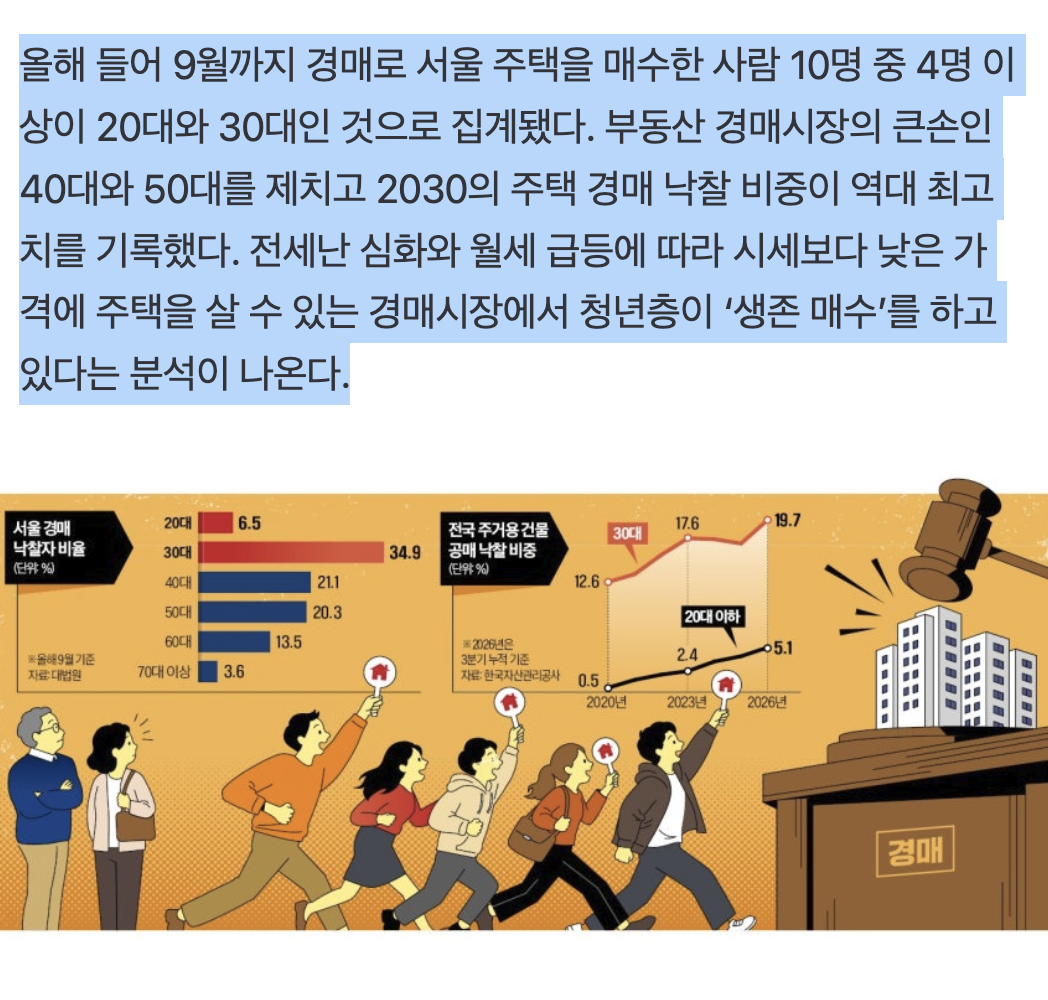 올해 들어 9월까지 경매로 서울 주택을 매수한 사람 10명 중 4명 이
상이 20대와 30대인 것으로 집계됐다. 부동산 경매시장의 큰손인
40대와 50대를 제치고 2030의 주택 경매 낙찰 비중이 역대 최고
치를 기록했다. 전세난 심화와 월세 급등에 따라 시세보다 낮은 가
격에 주택을 살 수 있는 경매시장에서 청년층이 ‘생존 매수’를 하고
있다는 분석이 나온다.
서울 경매
낙찰자 비율
(단위: %)
20대 6.5
30대 34.9
40대 21.1
50대 20.3
60대 13.5
70대 이상 3.6
※올해 9월 기준
자료: 대법원
전국 주거용 건물
공매 낙찰 비중
(단위: %)
30대
12.6
17.6
19.7
20대 이하
0.5
2.4
5.1
※2026년은
3분기 누적 기준
자료: 한국자산관리공사
2020년 2023년 2026년
경매